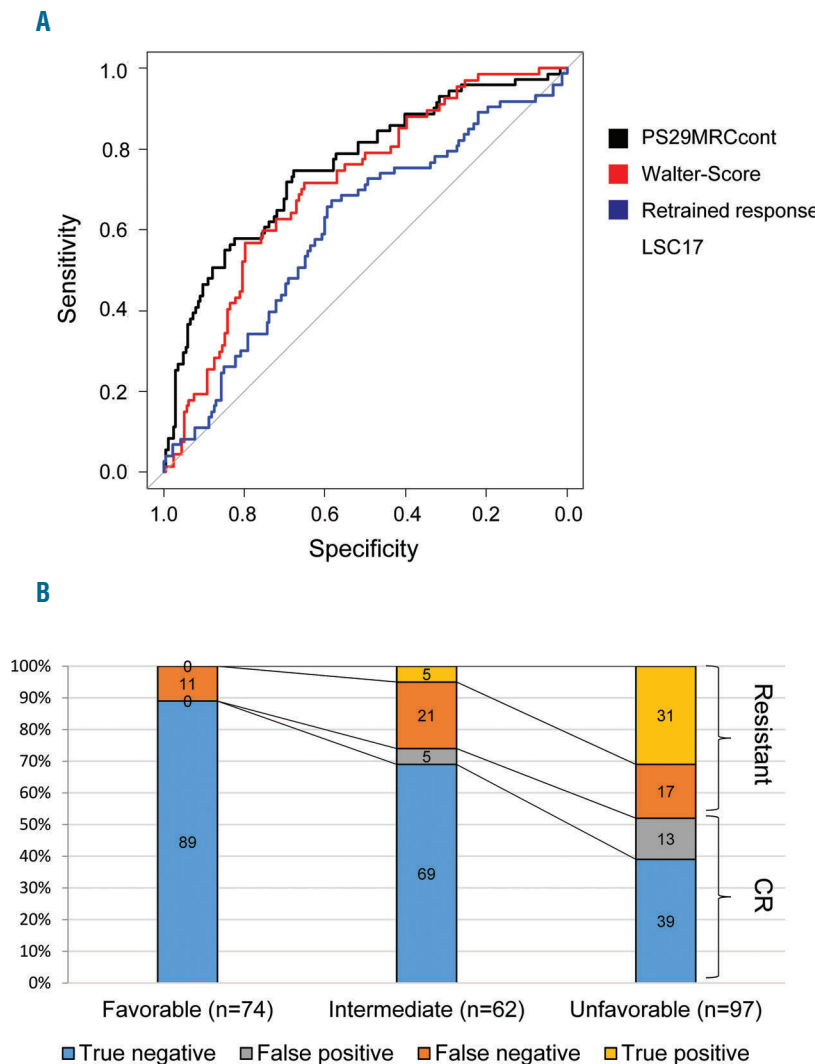 A
1.0
0.8
0.6
0.4
0.2
0.0
Sensitivity
1.0 0.8 0.6 0.4 0.2 0.0
Specificity
PS29MRCcont
Walter-Score
Retrained response
LSC17
B
100%
90%
80%
70%
60%
50%
40%
30%
20%
10%
0%
0
11
0
89
5
21
5
69
31
17
13
39
Resistant
CR
Favorable (n=74) Intermediate (n=62) Unfavorable (n=97)
True negative False positive False negative True positive